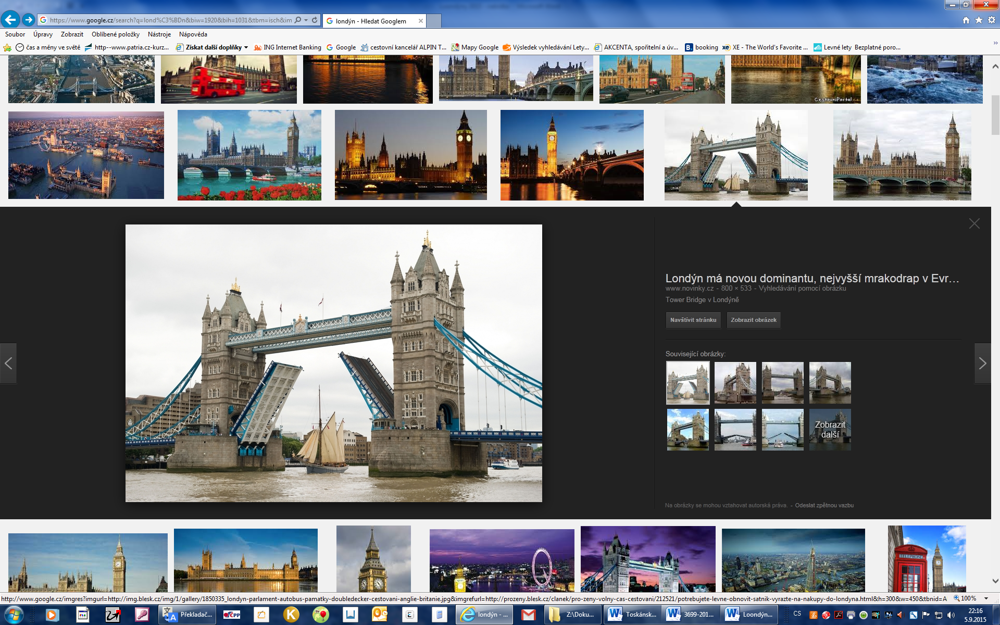 https://www.google.cz/search?q=lond%C3%BDn&biw=1920&bih=1031&tbm=isch&im
londýn - Hledat Googlem
Soubor Úpravy Zobrazit Oblíbené položky Nástroje Nápověda
čas a měny ve světě http--www.patria.cz-kurz... Získat další doplňky ING Internet Banking Google cestovní kancelář ALPIN T... Mapy Google Výsledek vyhledávání Lety... AKCENTA, spořitelní a úv... booking XE - The World's Favorite ... Levné lety Bezplatné poro...
CestovniPortal.cz
Londýn má novou dominantu, nejvyšší mrakodrap v Evr...
www.novinky.cz - 800 × 533 - Vyhledávání pomocí obrázku
Tower Bridge v Londýně
Navštívit stránku Zobrazit obrázek
Související obrázky:
Zobrazit
další
Na obrázky se mohou vztahovat autorská práva. - Odeslat zpětnou vazbu
TELEPHONE
http://www.google.cz/imgres?imgurl=http://img.blesk.cz/img/1/gallery/1850335_londyn-parlament-autobus-pamatky-doubledecker-cestovani-anglie-britanie.jpg&imgrefurl=http://prozeny.blesk.cz/clanek/pro-zeny-volny-cas-cestovani/212521/potrebujete-levne-obnovit-satnik-vyrazte-na-nakupy-do-londyna.html&h=300&w=450&tbnid=A
100%
Překladač... ČPP londýn - ... Z:\Doku... Toskánsk... 3699-201... Loondýn... CS 22:16
5.9.2015